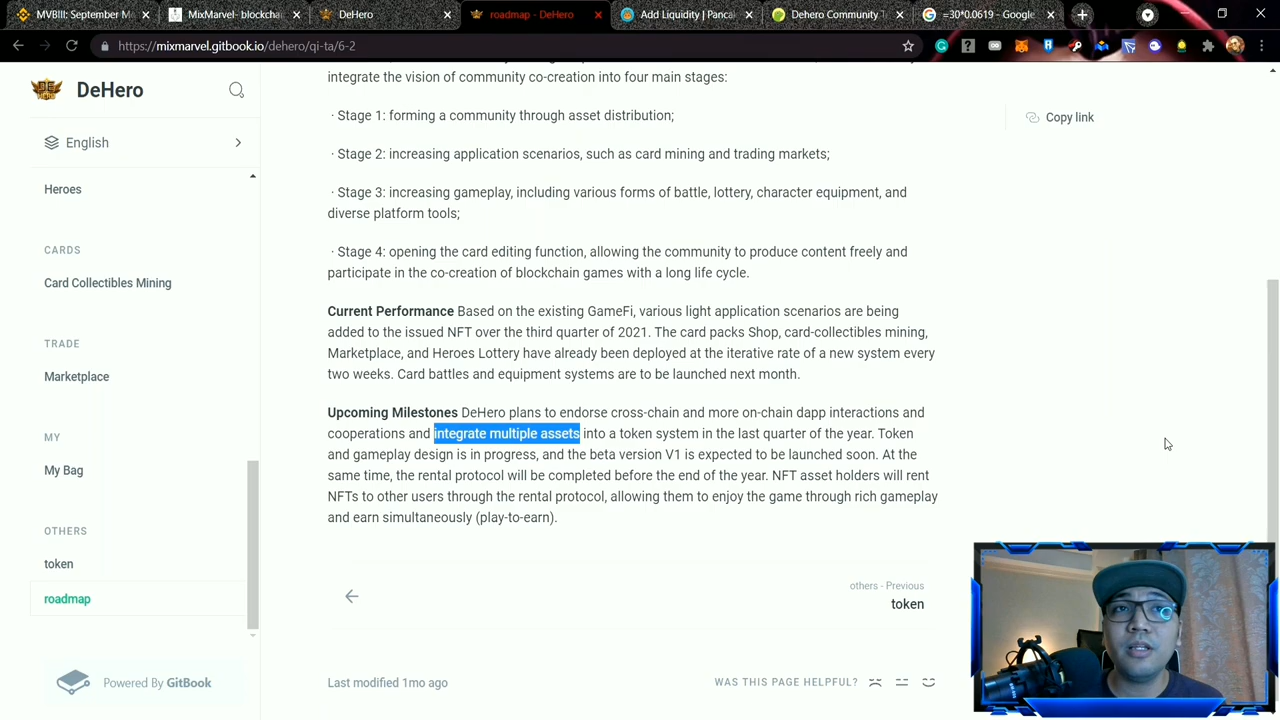 MVBIII: September M
MixMarvel- blockcha
DeHero
roadmap - DeHero
Add Liquidity | Panca
Dehero Community
=30*0.0619 - Google
https://mixmarvel.gitbook.io/dehero/qi-ta/6-2
DeHero
English
Heroes
CARDS
Card Collectibles Mining
TRADE
Marketplace
MY
My Bag
OTHERS
token
roadmap
Powered By GitBook
integrate the vision of community co-creation into four main stages:
· Stage 1: forming a community through asset distribution;
· Stage 2: increasing application scenarios, such as card mining and trading markets;
· Stage 3: increasing gameplay, including various forms of battle, lottery, character equipment, and
diverse platform tools;
· Stage 4: opening the card editing function, allowing the community to produce content freely and
participate in the co-creation of blockchain games with a long life cycle.
Current Performance Based on the existing GameFi, various light application scenarios are being
added to the issued NFT over the third quarter of 2021. The card packs Shop, card-collectibles mining,
Marketplace, and Heroes Lottery have already been deployed at the iterative rate of a new system every
two weeks. Card battles and equipment systems are to be launched next month.
Upcoming Milestones DeHero plans to endorse cross-chain and more on-chain dapp interactions and
cooperations and integrate multiple assets into a token system in the last quarter of the year. Token
and gameplay design is in progress, and the beta version V1 is expected to be launched soon. At the
same time, the rental protocol will be completed before the end of the year. NFT asset holders will rent
NFTs to other users through the rental protocol, allowing them to enjoy the game through rich gameplay
and earn simultaneously (play-to-earn).
others - Previous
token
Last modified 1mo ago
WAS THIS PAGE HELPFUL?
Copy link